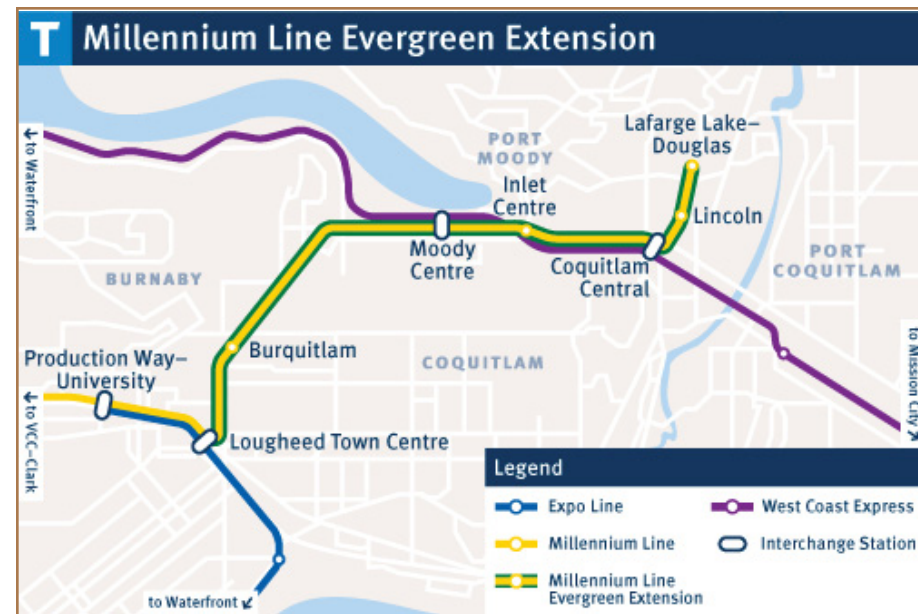 T Millennium Line Evergreen Extension
Lafarge Lake–
Douglas
PORT
MOODY
Inlet
Centre
Lincoln
↓ to Waterfront
Moody
Centre
Coquitlam
Central
PORT
COQUITLAM
BURNABY
Burquitlam
COQUITLAM
Production Way–
University
to Mission City ↓
↓ to VCC–Clark
Lougheed Town Centre
Legend
Expo Line
West Coast Express
Millennium Line
Interchange Station
Millennium Line
Evergreen Extension
to Waterfront ↙